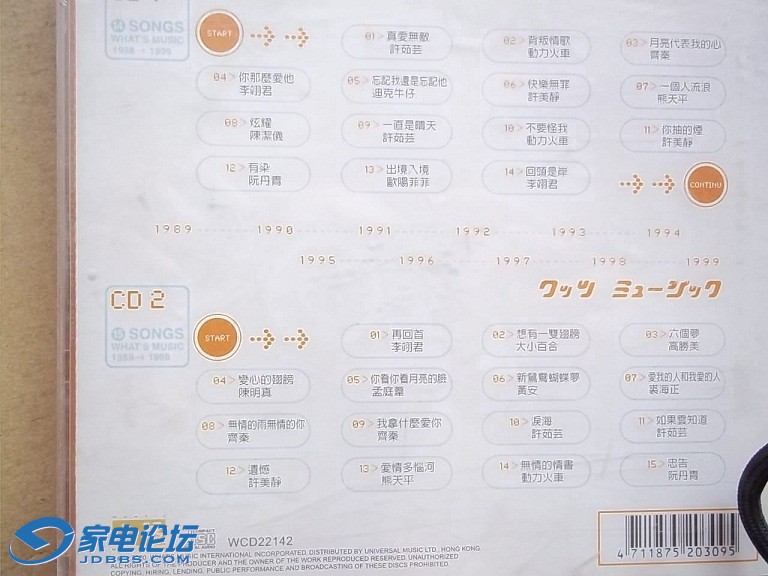 14 SONGS
WHAT'S MUSIC
1998 → 1999
START
01> 真愛無敵
許茹芸
02> 背叛情歌
動力火車
03> 月亮代表我的心
齊秦
04> 你那麼愛他
李翊君
05> 忘記我還是忘記他
迪克牛仔
06> 快樂無罪
許美靜
07> 一個人流浪
熊天平
08> 炫耀
陳潔儀
09> 一直是晴天
許茹芸
10> 不要怪我
動力火車
11> 你抽的煙
許美靜
12> 有染
阮丹青
13> 出境入境
歐陽菲菲
14> 回頭是岸
李翊君
CONTINU
1989 1990 1991 1992 1993 1994
1995 1996 1997 1998 1999
ワッツ ミュージック
CD 2
15 SONGS
WHAT'S MUSIC
START
01> 再回首
李翊君
02> 想有一雙翅膀
大小百合
03> 六個夢
高勝美
04> 變心的翅膀
陳明真
05> 你看你看月亮的臉
孟庭葦
06> 新鴛鴦蝴蝶夢
黃安
07> 愛我的人和我愛的人
裘海正
08> 無情的雨無情的你
齊秦
09> 我拿什麼愛你
齊秦
10> 淚海
許茹芸
11> 如果雲知道
許茹芸
12> 遺憾
許美靜
13> 愛情多惱河
熊天平
14> 無情的情書
動力火車
15> 忠告
阮丹青
WCD22142
MUSIC INTERNATIONAL INCORPORATED. DISTRIBUTED BY UNIVERSAL MUSIC LTD., HONG KONG
ALL RIGHTS OF THE PRODUCER AND THE OWNER OF THE WORK REPRODUCED RESERVED. UNAUTHORIZED
COPYING, HIRING, LENDING, PUBLIC PERFORMANCE AND BROADCASTING OF THESE DISCS PROHIBITED.
4 711875 203095
家电论坛
JDBBS.COM